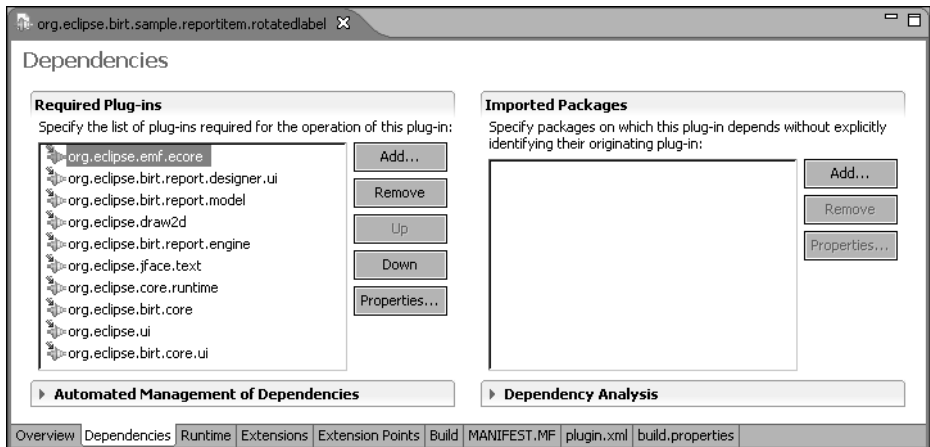 org.eclipse.birt.sample.reportitem.rotatedlabel
Dependencies
Required Plug-ins
Specify the list of plug-ins required for the operation of this plug-in:
org.eclipse.emf.ecore
org.eclipse.birt.report.designer.ui
org.eclipse.birt.report.model
org.eclipse.draw2d
org.eclipse.birt.report.engine
org.eclipse.jface.text
org.eclipse.core.runtime
org.eclipse.birt.core
org.eclipse.ui
org.eclipse.birt.core.ui
Add...
Remove
Up
Down
Properties...
Automated Management of Dependencies
Imported Packages
Specify packages on which this plug-in depends without explicitly
identifying their originating plug-in:
Add...
Remove
Properties...
Dependency Analysis
Overview Dependencies Runtime Extensions Extension Points Build MANIFEST.MF plugin.xml build.properties